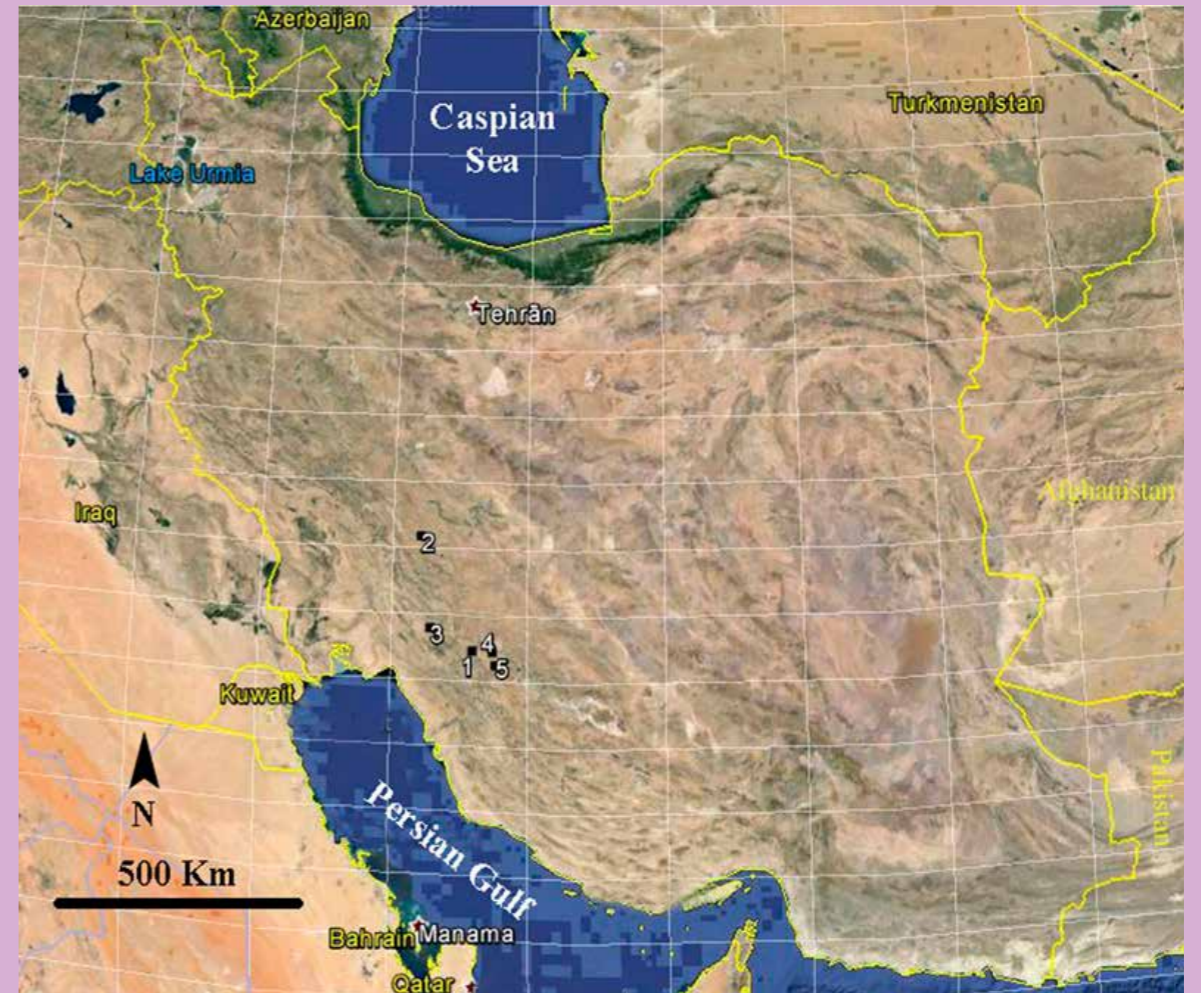 Azerbaijan
Caspian
Sea
Turkmenistan
Lake Urmia
Tehrān
Afghanistan
Iraq
2
3
4
1
5
Kuwait
N
500 Km
Persian Gulf
Pakistan
Bahrain
Manama
Qatar